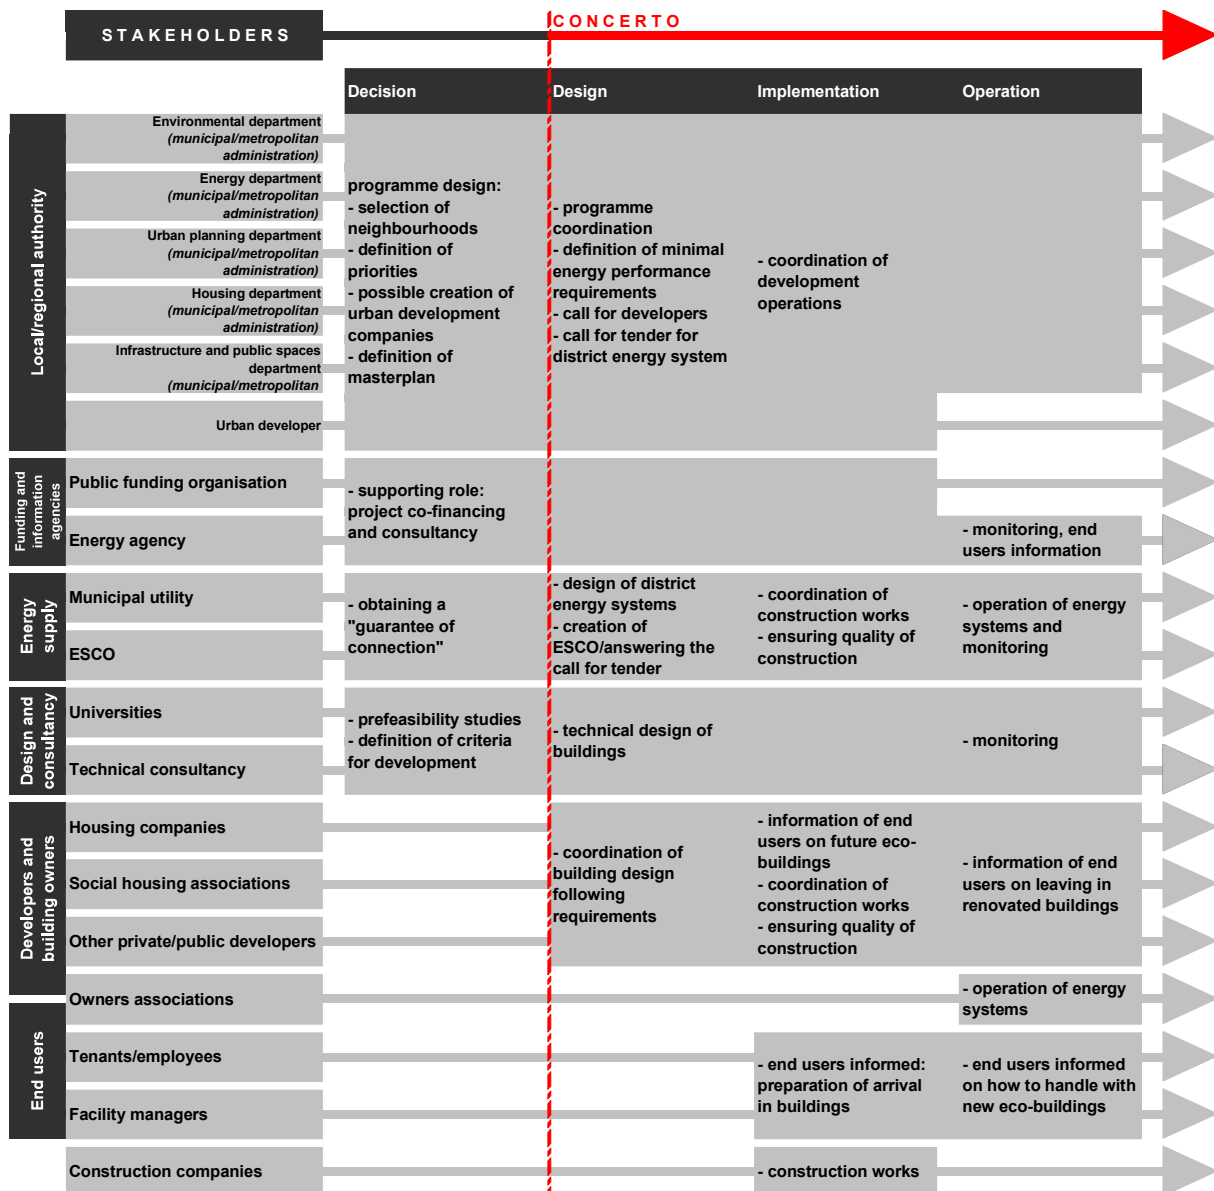 STAKEHOLDERS
CONCERTO
Decision
Design
Implementation
Operation
Local/regional authority
Environmental department
(municipal/metropolitan
administration)
Energy department
(municipal/metropolitan
administration)
Urban planning department
(municipal/metropolitan
administration)
Housing department
(municipal/metropolitan
administration)
Infrastructure and public spaces
department
(municipal/metropolitan
Urban developer
programme design:
- selection of
neighbourhoods
- definition of
priorities
- possible creation of
urban development
companies
- definition of
masterplan
- programme
coordination
- definition of minimal
energy performance
requirements
- call for developers
- call for tender for
district energy system
- coordination of
development
operations
Funding and
information
agencies
Public funding organisation
Energy agency
- supporting role:
project co-financing
and consultancy
- monitoring, end
users information
Energy
supply
Municipal utility
ESCO
- obtaining a
"guarantee of
connection"
- design of district
energy systems
- creation of
ESCO/answering the
call for tender
- coordination of
construction works
- ensuring quality of
construction
- operation of energy
systems and
monitoring
Design and
consultancy
Universities
Technical consultancy
- prefeasibility studies
- definition of criteria
for development
- technical design of
buildings
- monitoring
Developers and
building owners
Housing companies
Social housing associations
Other private/public developers
Owners associations
- coordination of
building design
following
requirements
- information of end
users on future eco-
buildings
- coordination of
construction works
- ensuring quality of
construction
- information of end
users on leaving in
renovated buildings
- operation of energy
systems
End users
Tenants/employees
Facility managers
- end users informed:
preparation of arrival
in buildings
- end users informed
on how to handle with
new eco-buildings
Construction companies
- construction works